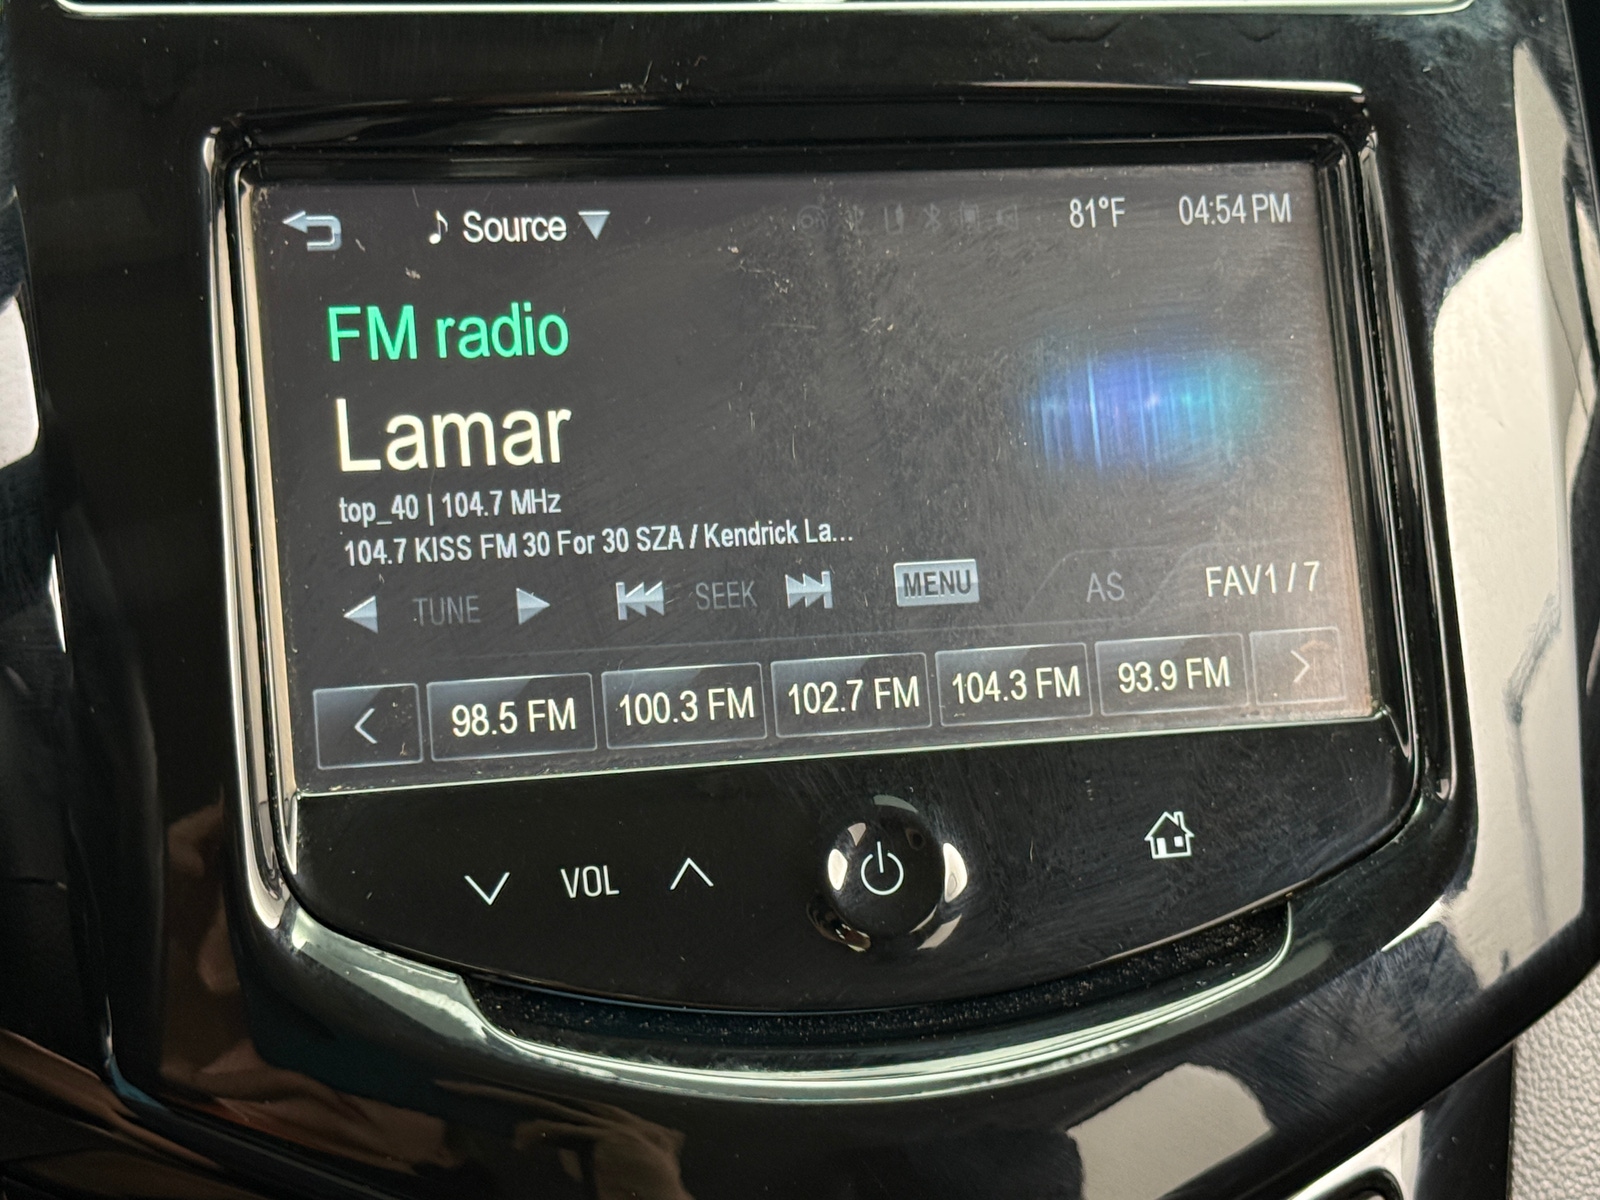 Source 81°F 04:54 PM
FM radio
Lamar
top_40 | 104.7 MHz
104.7 KISS FM 30 For 30 SZA / Kendrick La...
TUNE SEEK MENU AS FAV1 / 7
98.5 FM 100.3 FM 102.7 FM 104.3 FM 93.9 FM
VOL